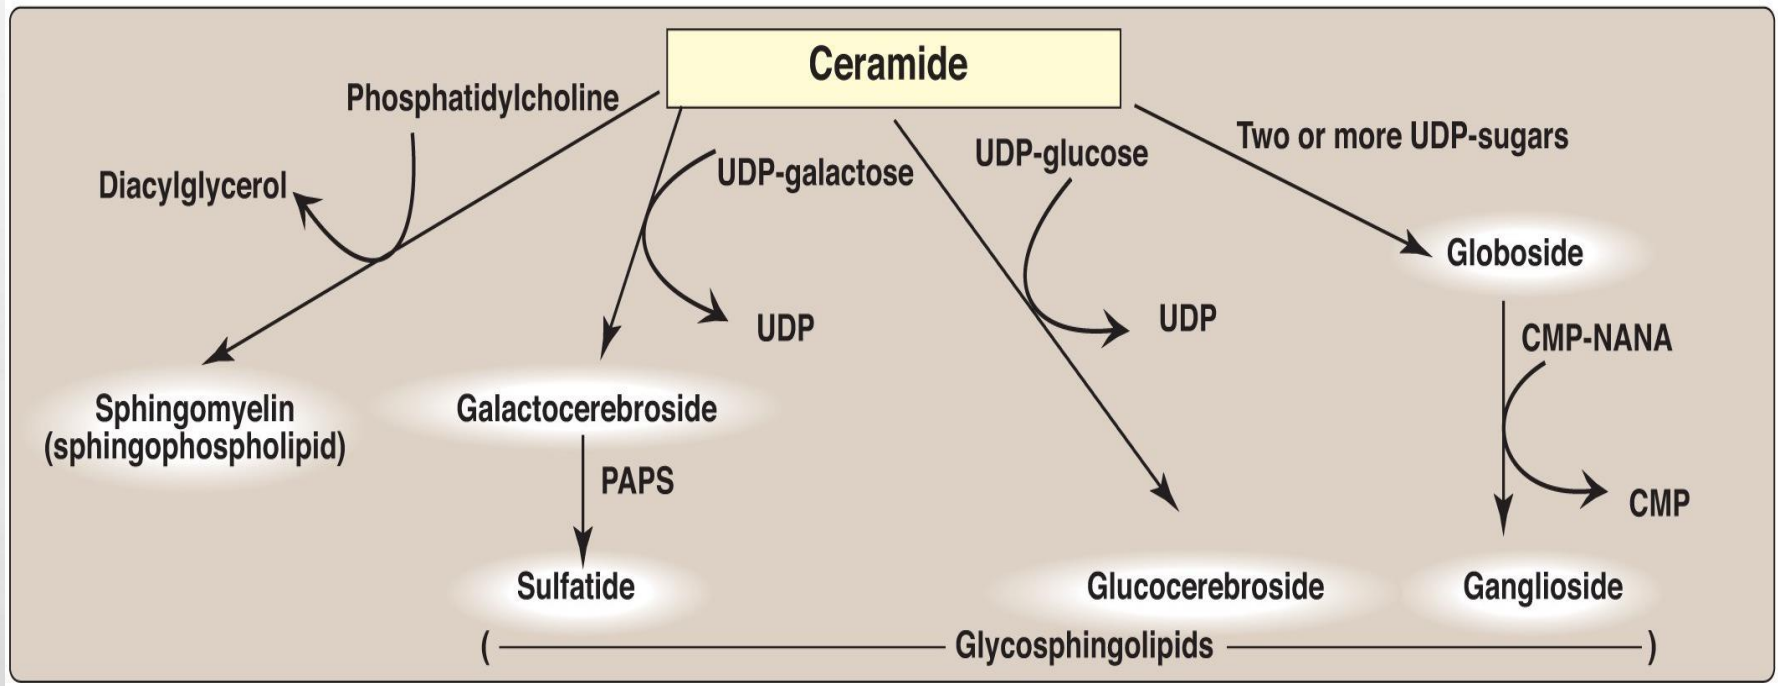 Ceramide
Phosphatidylcholine
Diacylglycerol
UDP-galactose
UDP-glucose
Two or more UDP-sugars
Globoside
UDP
UDP
CMP-NANA
Sphingomyelin
(sphingophospholipid)
Galactocerebroside
PAPS
CMP
Sulfatide
Glucocerebroside
Ganglioside
( Glycosphingolipids )